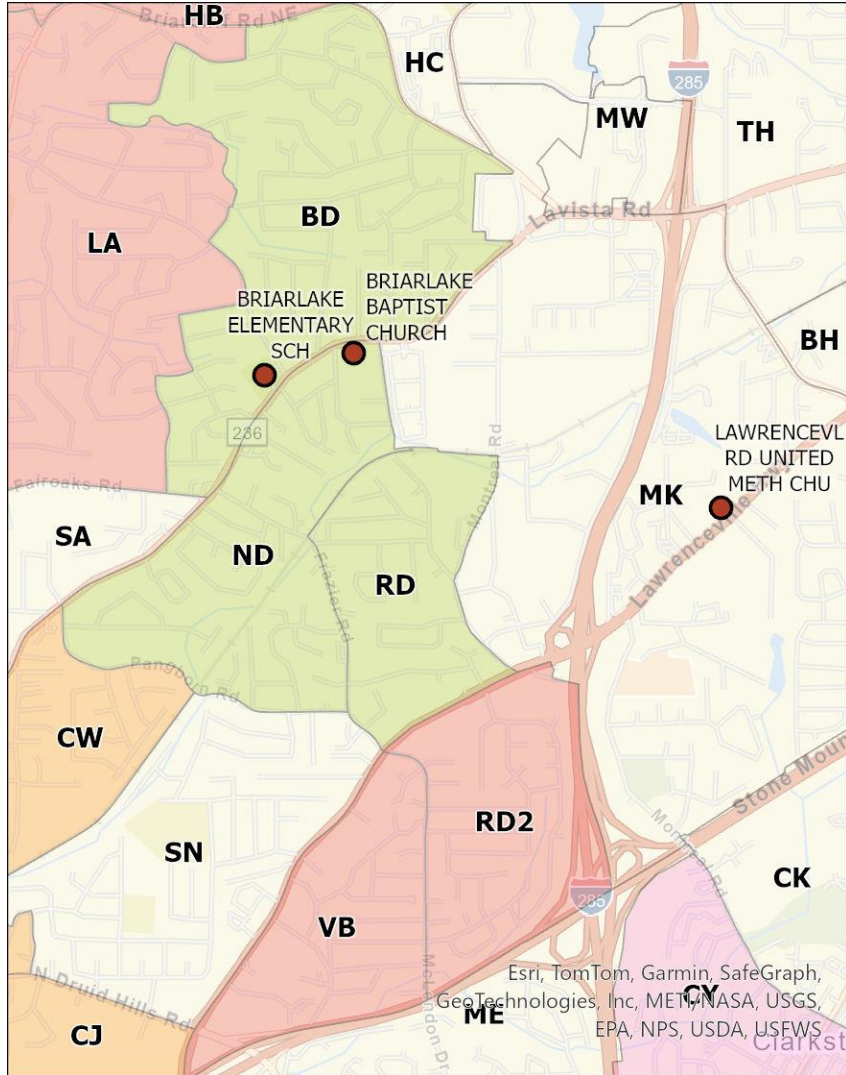 HB
Briarcliff Rd NE
HC
285
MW
TH
LA
BD
Lavista Rd
BRIARLAKE
ELEMENTARY
SCH
BRIARLAKE
BAPTIST
CHURCH
BH
236
Fairoaks Rd
Montreal Rd
LAWRENCEVL
RD UNITED
METH CHU
MK
Lawrenceville Hwy
SA
ND
RD
Frazier Rd
Pangborn Rd
CW
Stone Moun
RD2
SN
Montreal Rd
CK
285
VB
McLendon Dr
N Druid Hills Rd
CJ
ME
CY
Clarkst
Esri, TomTom, Garmin, SafeGraph,
GeoTechnologies, Inc, METI/NASA, USGS,
EPA, NPS, USDA, USFWS